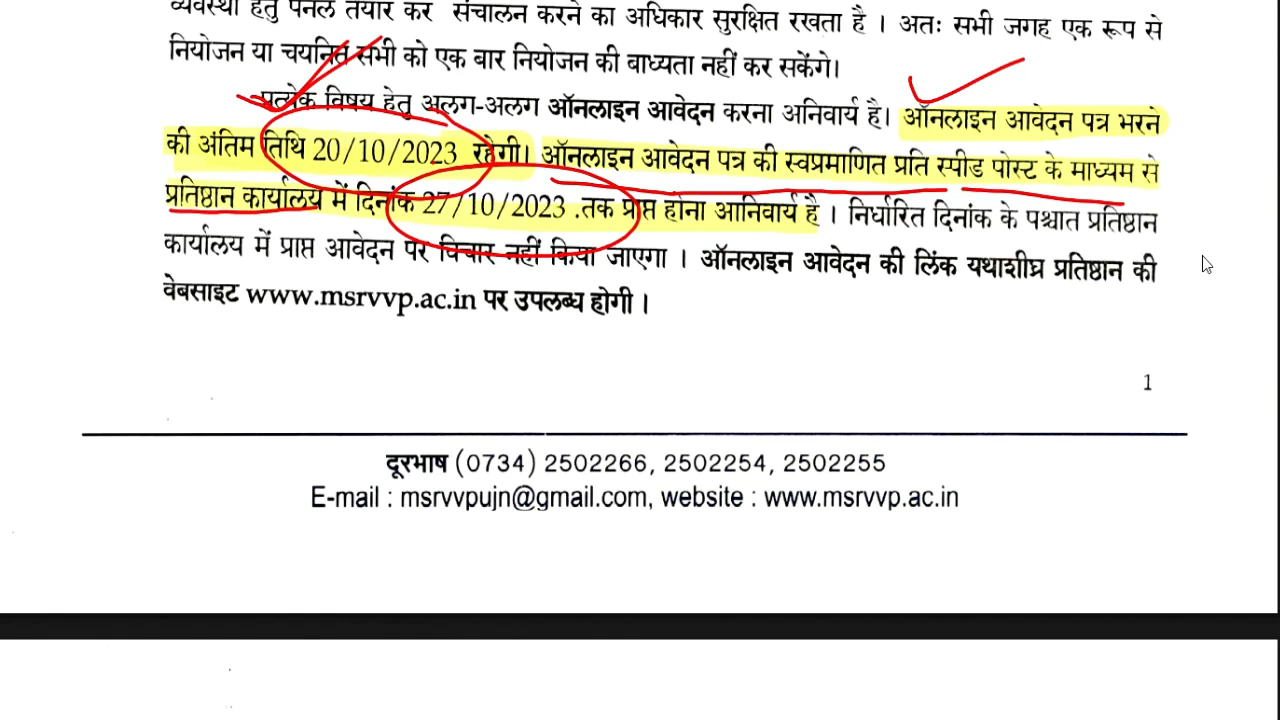 व्यवस्था हेतु पैनल तैयार कर संचालन करने का अधिकार सुरक्षित रखता है । अतः सभी जगह एक रूप से
नियोजन या चयनित सभी को एक बार नियोजन की बाध्यता नहीं कर सकेंगे।
प्रत्येक विषय हेतु अलग-अलग ऑनलाइन आवेदन करना अनिवार्य है। ऑनलाइन आवेदन पत्र भरने
की अंतिम तिथि 20/10/2023 रहेगी। ऑनलाइन आवेदन पत्र की स्वप्रमाणित प्रति स्पीड पोस्ट के माध्यम से
प्रतिष्ठान कार्यालय में दिनांक 27/10/2023 .तक प्राप्त होना आनिवार्य है । निर्धारित दिनांक के पश्चात प्रतिष्ठान
कार्यालय में प्राप्त आवेदन पर विचार नहीं किया जाएगा । ऑनलाइन आवेदन की लिंक यथाशीघ्र प्रतिष्ठान की
वेबसाइट www.msrvvp.ac.in पर उपलब्ध होगी ।
1
दूरभाष (0734) 2502266, 2502254, 2502255
E-mail : msrvvpujn@gmail.com, website : www.msrvvp.ac.in